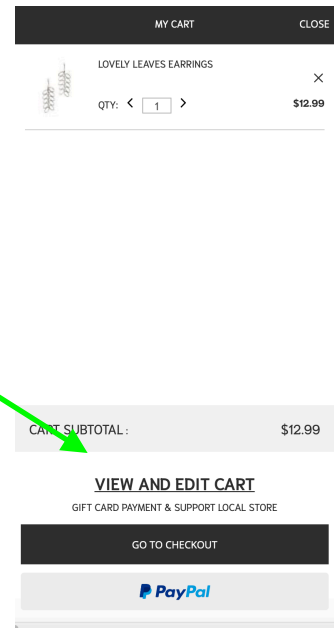 MY CART CLOSE
LOVELY LEAVES EARRINGS
QTY: 1 $12.99
CART SUBTOTAL : $12.99
VIEW AND EDIT CART
GIFT CARD PAYMENT & SUPPORT LOCAL STORE
GO TO CHECKOUT
PayPal